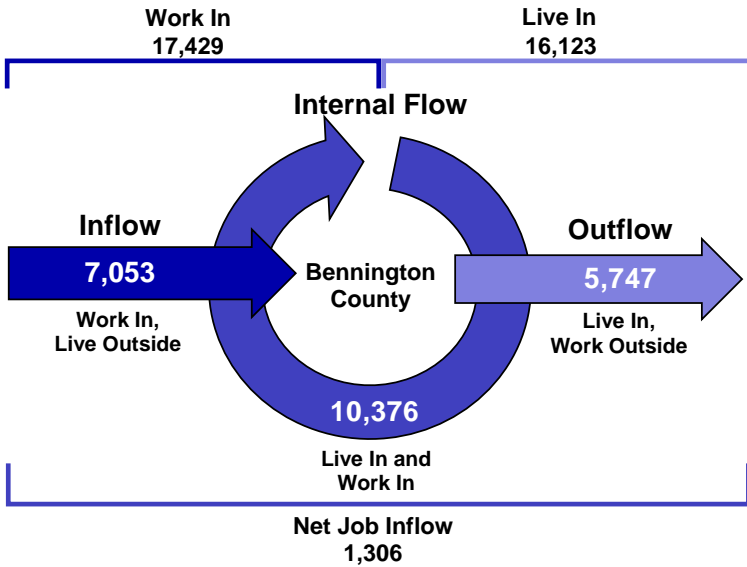 Work In
17,429
Live In
16,123
Internal Flow
Inflow
7,053
Work In,
Live Outside
Bennington
County
Outflow
5,747
Live In,
Work Outside
10,376
Live In and
Work In
Net Job Inflow
1,306